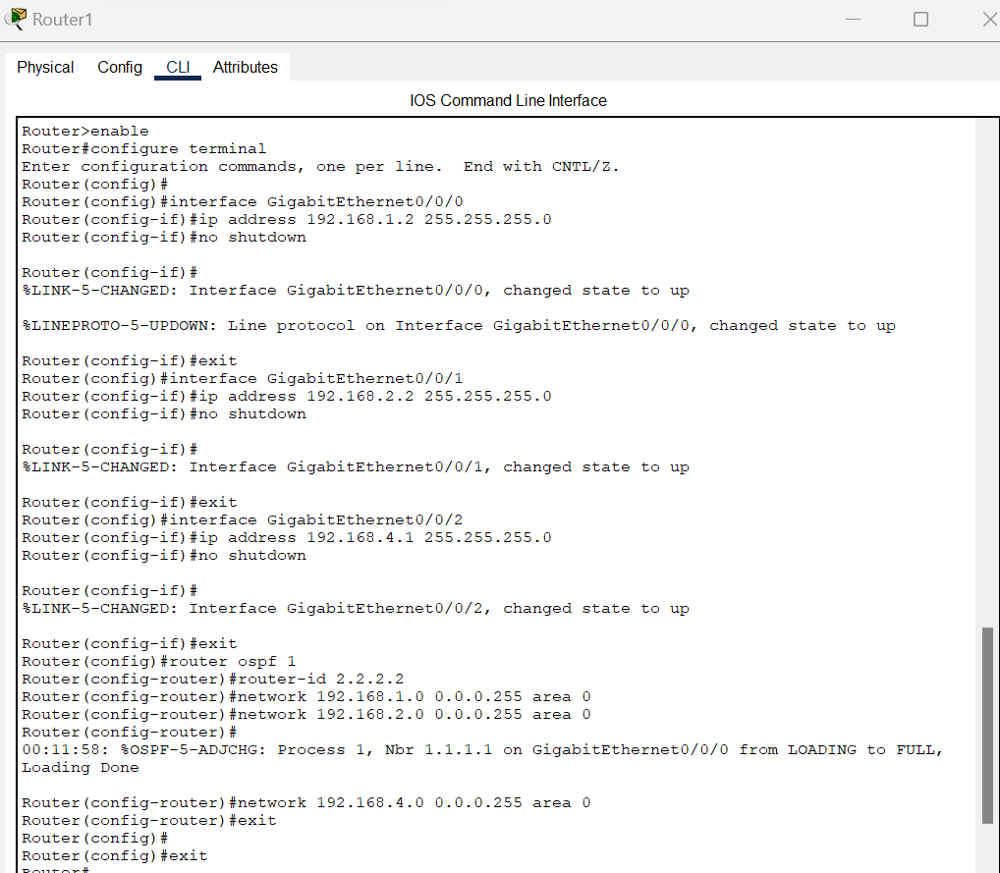 Router1
Physical Config CLI Attributes
IOS Command Line Interface
Router>enable
Router#configure terminal
Enter configuration commands, one per line.  End with CNTL/Z.
Router(config)#
Router(config)#interface GigabitEthernet0/0/0
Router(config-if)#ip address 192.168.1.2 255.255.255.0
Router(config-if)#no shutdown

Router(config-if)#
%LINK-5-CHANGED: Interface GigabitEthernet0/0/0, changed state to up

%LINEPROTO-5-UPDOWN: Line protocol on Interface GigabitEthernet0/0/0, changed state to up

Router(config-if)#exit
Router(config)#interface GigabitEthernet0/0/1
Router(config-if)#ip address 192.168.2.2 255.255.255.0
Router(config-if)#no shutdown

Router(config-if)#
%LINK-5-CHANGED: Interface GigabitEthernet0/0/1, changed state to up

Router(config-if)#exit
Router(config)#interface GigabitEthernet0/0/2
Router(config-if)#ip address 192.168.4.1 255.255.255.0
Router(config-if)#no shutdown

Router(config-if)#
%LINK-5-CHANGED: Interface GigabitEthernet0/0/2, changed state to up

Router(config-if)#exit
Router(config)#router ospf 1
Router(config-router)#router-id 2.2.2.2
Router(config-router)#network 192.168.1.0 0.0.0.255 area 0
Router(config-router)#network 192.168.2.0 0.0.0.255 area 0
Router(config-router)#
00:11:58: %OSPF-5-ADJCHG: Process 1, Nbr 1.1.1.1 on GigabitEthernet0/0/0 from LOADING to FULL,
Loading Done

Router(config-router)#network 192.168.4.0 0.0.0.255 area 0
Router(config-router)#exit
Router(config)#
Router(config)#exit
Router#